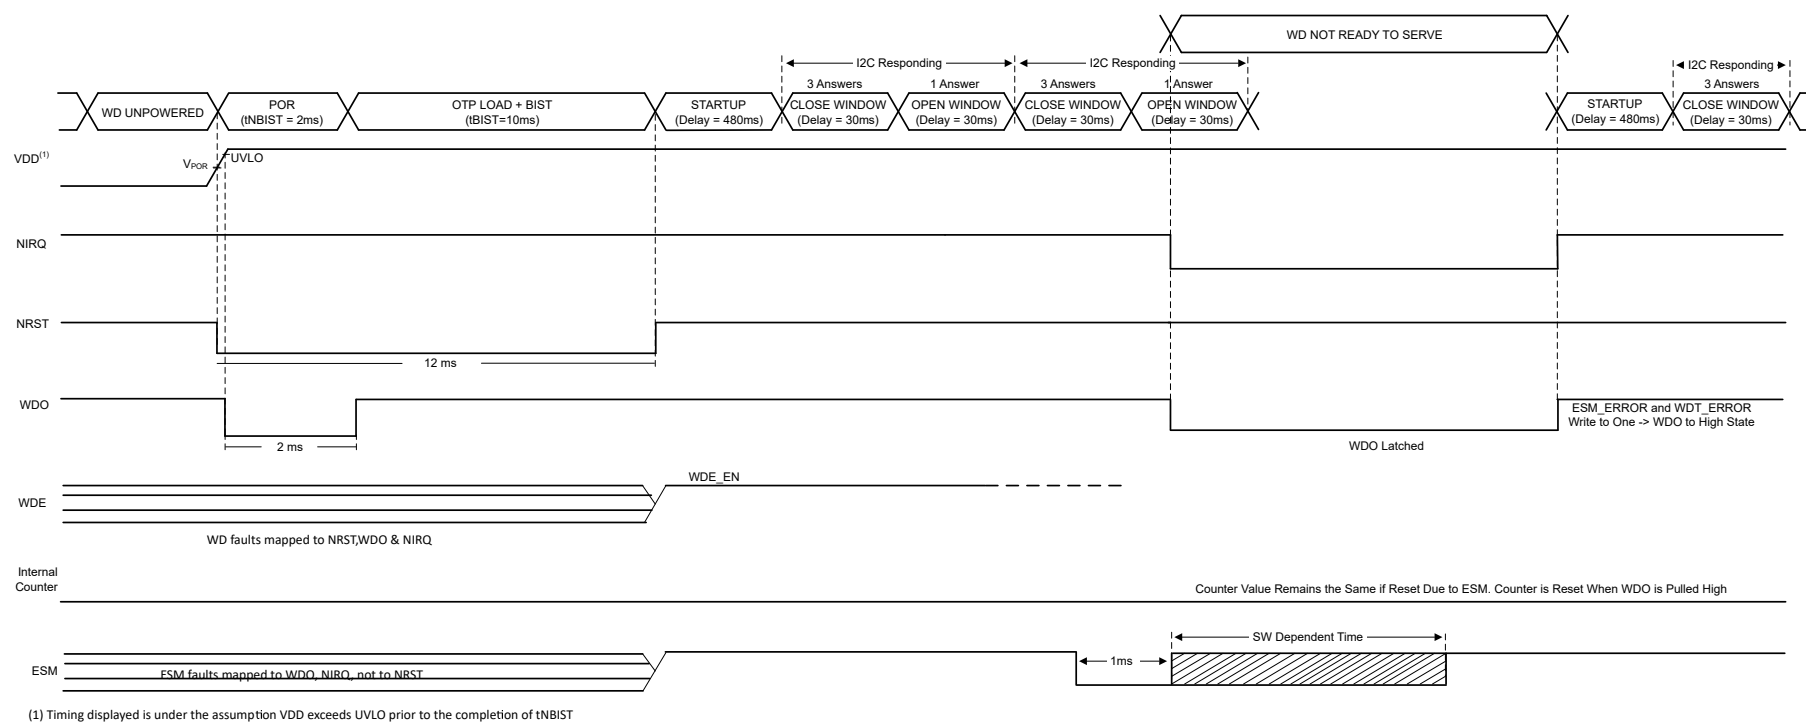 WD NOT READY TO SERVE
I2C Responding
I2C Responding
I2C Responding
3 Answers
1 Answer
3 Answers
1 Answer
3 Answers
WD UNPOWERED
POR
(tNBIST = 2ms)
OTP LOAD + BIST
(tBIST=10ms)
STARTUP
(Delay = 480ms)
CLOSE WINDOW
(Delay = 30ms)
OPEN WINDOW
(Delay = 30ms)
CLOSE WINDOW
(Delay = 30ms)
OPEN WINDOW
(Delay = 30ms)
STARTUP
(Delay = 480ms)
CLOSE WINDOW
(Delay = 30ms)
VDD(1)
VPOR
UVLO
NIRQ
NRST
12 ms
WDO
2 ms
WDO Latched
ESM_ERROR and WDT_ERROR
Write to One -> WDO to High State
WDE
WDE_EN
WD faults mapped to NRST,WDO & NIRQ
Internal
Counter
Counter Value Remains the Same if Reset Due to ESM. Counter is Reset When WDO is Pulled High
ESM
ESM faults mapped to WDO, NIRQ, not to NRST
1ms
SW Dependent Time
(1) Timing displayed is under the assumption VDD exceeds UVLO prior to the completion of tNBIST